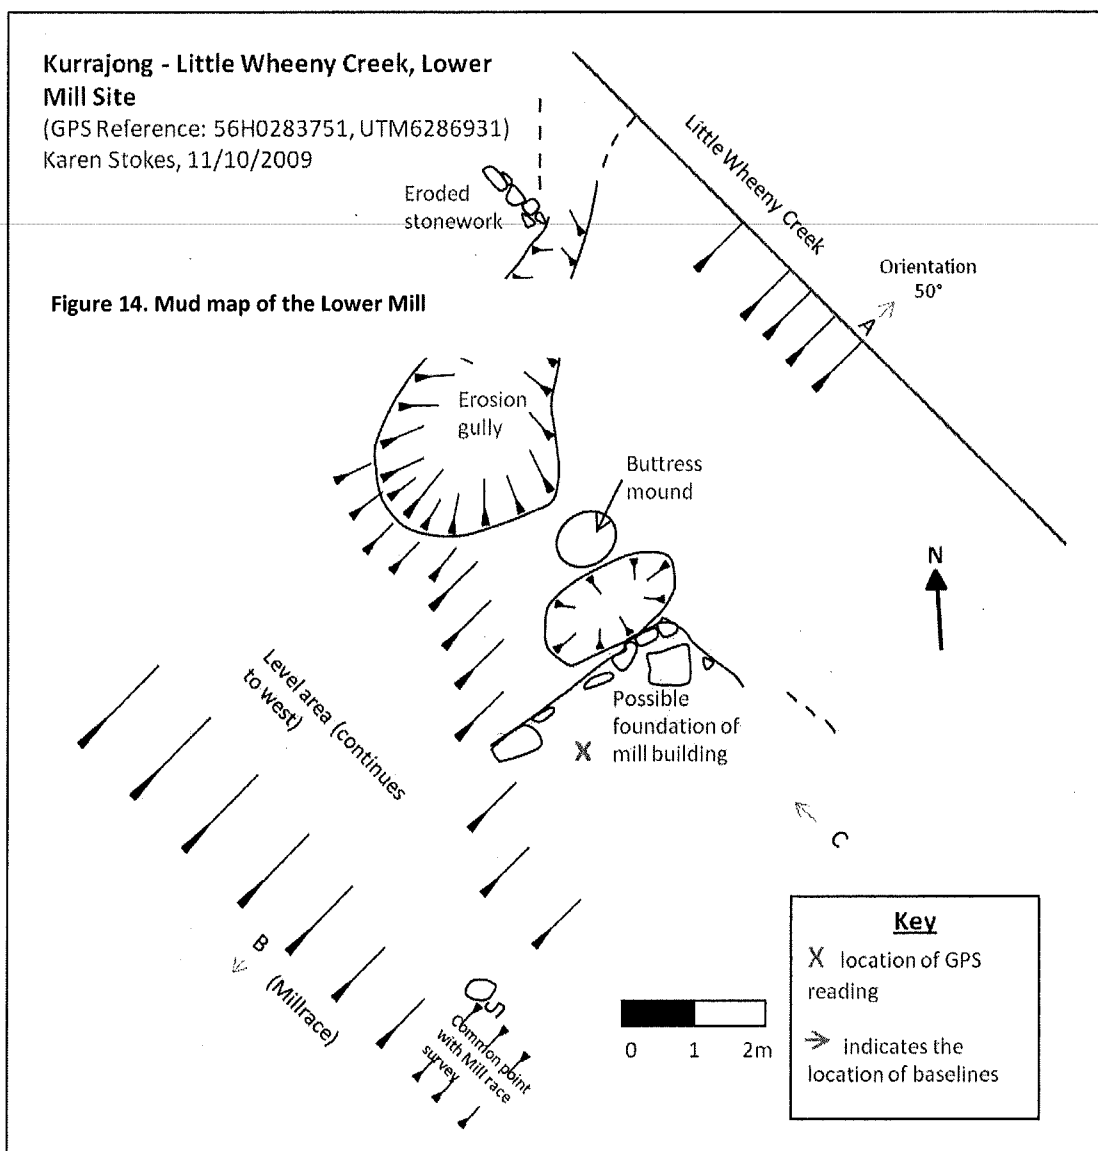 Kurrajong - Little Wheeny Creek, Lower
Mill Site
(GPS Reference: 56H0283751, UTM6286931)
Karen Stokes, 11/10/2009
Eroded
stonework
Little Wheeny Creek
A
Orientation
50°
Figure 14. Mud map of the Lower Mill
Erosion
gully
Buttress
mound
N
Level area (continues
to west)
Possible
foundation of
mill building
X
C
B
(Millrace)
S
Common point
with Mill race
survey
0 1 2m
Key
X location of GPS
reading
indicates the
location of baselines